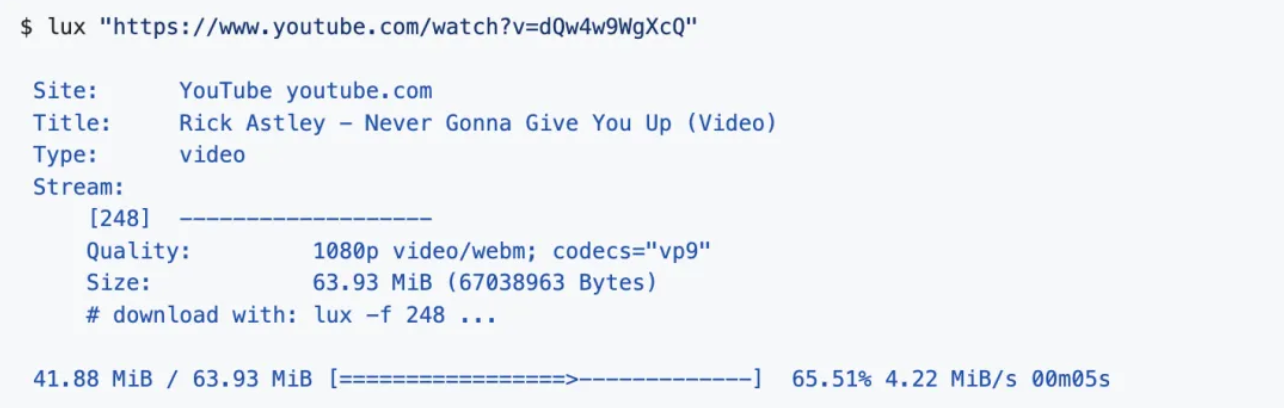 $ lux "https://www.youtube.com/watch?v=dQw4w9WgXcQ"
Site: YouTube youtube.com
Title: Rick Astley – Never Gonna Give You Up (Video)
Type: video
Stream:
[248] -------------------
Quality: 1080p video/webm; codecs="vp9"
Size: 63.93 MiB (67038963 Bytes)
# download with: lux -f 248 ...
41.88 MiB / 63.93 MiB [=================>-------------] 65.51% 4.22 MiB/s 00m05s